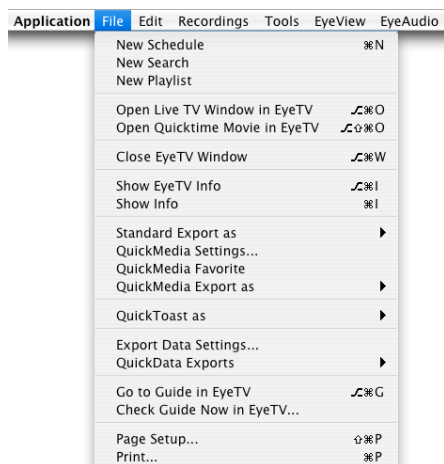 Application File Edit Recordings Tools EyeView EyeAudio
New Schedule ⌘N
New Search
New Playlist
Open Live TV Window in EyeTV ⌥⌘O
Open Quicktime Movie in EyeTV ⌥⇧⌘O
Close EyeTV Window ⌥⌘W
Show EyeTV Info ⌥⌘I
Show Info ⌘I
Standard Export as
QuickMedia Settings...
QuickMedia Favorite
QuickMedia Export as
QuickToast as
Export Data Settings...
QuickData Exports
Go to Guide in EyeTV ⌥⌘G
Check Guide Now in EyeTV...
Page Setup... ⇧⌘P
Print... ⌘P